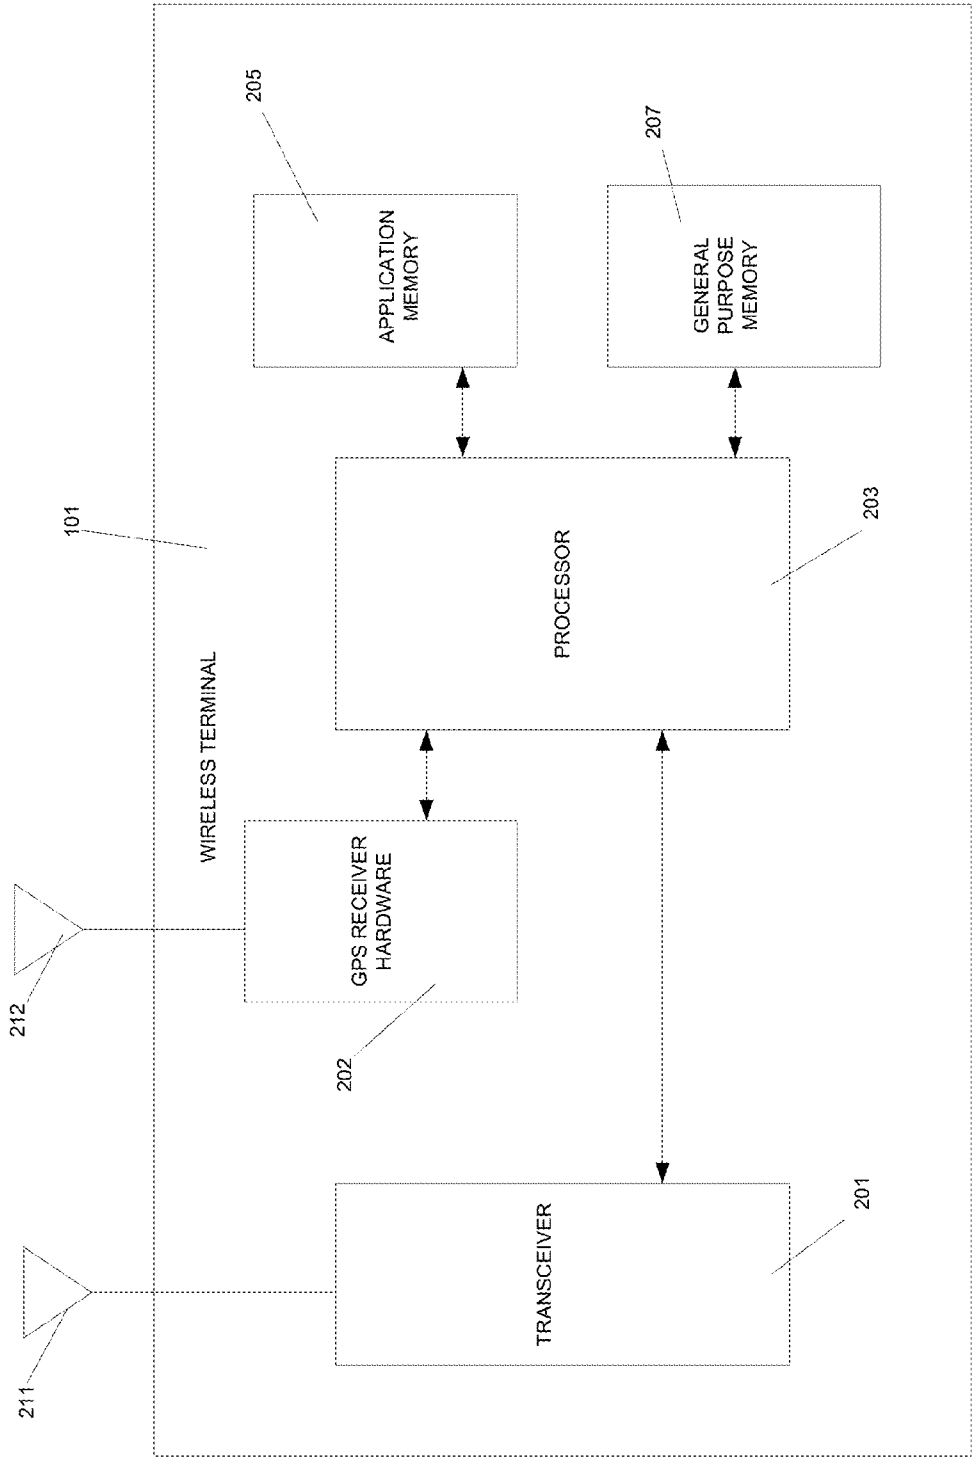 211
212
101
205
WIRELESS TERMINAL
APPLICATION
MEMORY
GPS RECEIVER
HARDWARE
202
207
GENERAL
PURPOSE
MEMORY
TRANSCEIVER
PROCESSOR
201
203